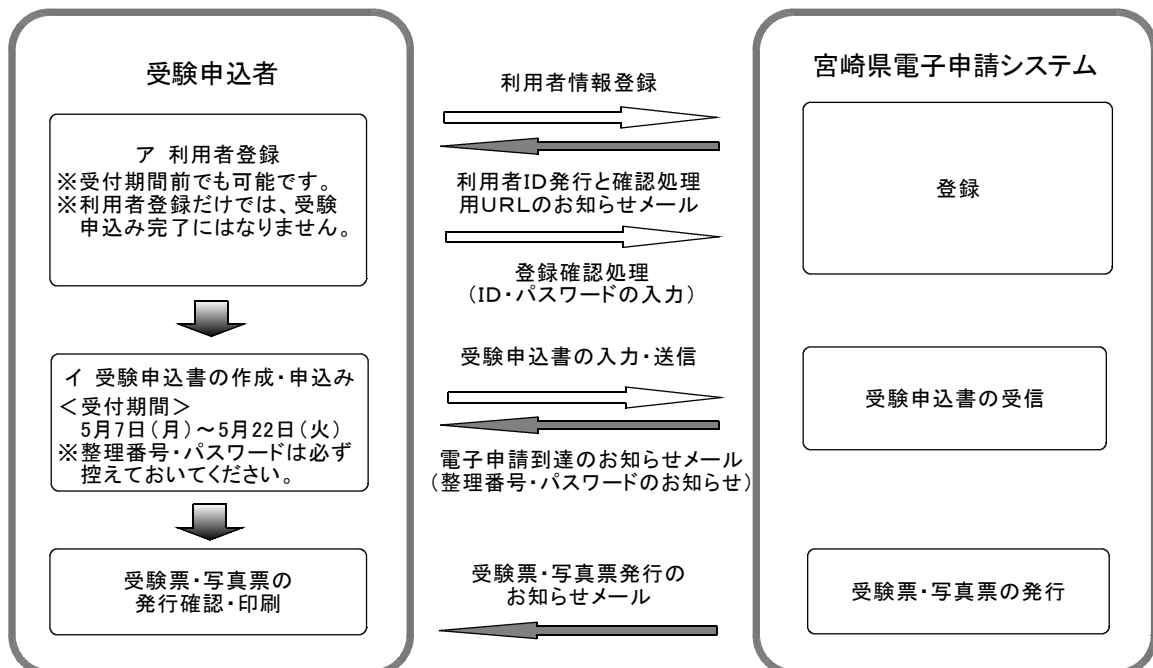 受験申込者
ア 利用者登録
※受付期間前でも可能です。
※利用者登録だけでは、受験
申込み完了にはなりません。
イ 受験申込書の作成・申込み
＜受付期間＞
5月7日(月)～5月22日(火)
※整理番号・パスワードは必ず
控えておいてください。
受験票・写真票の
発行確認・印刷
利用者情報登録
利用者ID発行と確認処理
用URLのお知らせメール
登録確認処理
(ID・パスワードの入力)
受験申込書の入力・送信
電子申請到達のお知らせメール
(整理番号・パスワードのお知らせ)
受験票・写真票発行の
お知らせメール
宮崎県電子申請システム
登録
受験申込書の受信
受験票・写真票の発行